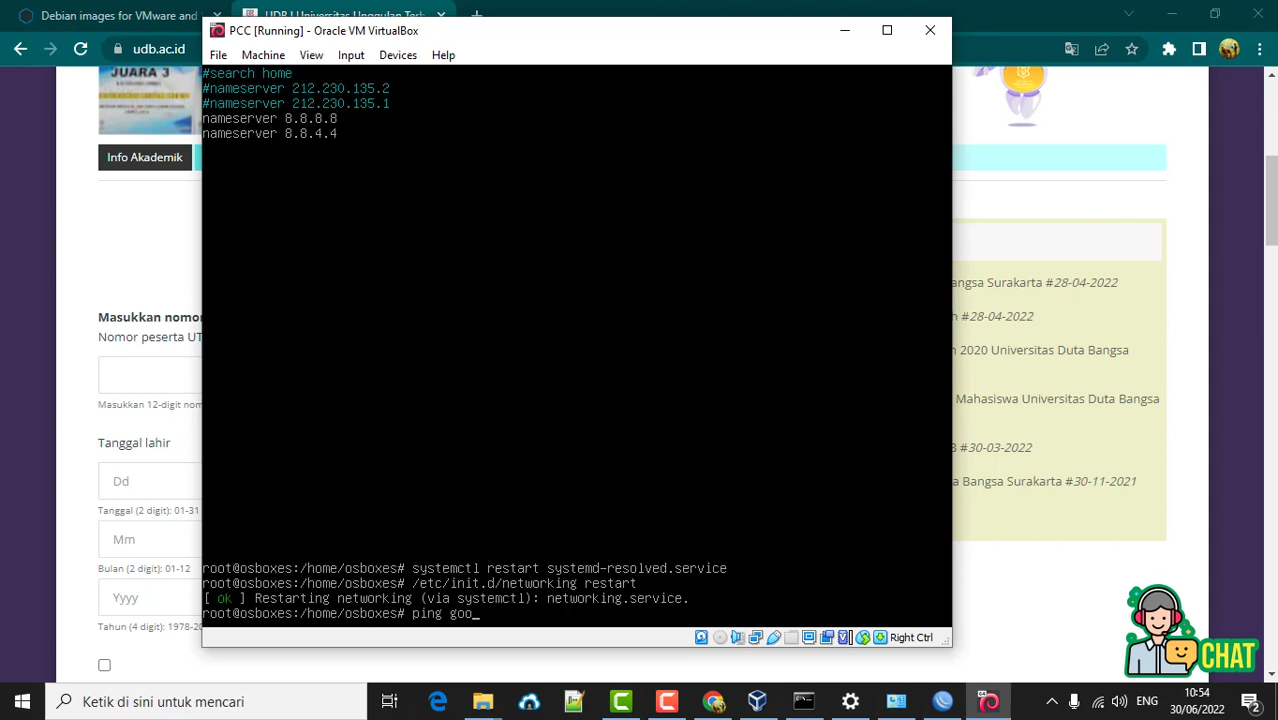 Debian images for VMware and
UDB | Universitas Unggulan Terb
udb.ac.id
PCC [Running] - Oracle VM VirtualBox
File Machine View Input Devices Help
#search home
#nameserver 212.230.135.2
#nameserver 212.230.135.1
nameserver 8.8.8.8
nameserver 8.8.4.4
root@osboxes:/home/osboxes# systemctl restart systemd-resolved.service
root@osboxes:/home/osboxes# /etc/init.d/networking restart
[ ok ] Restarting networking (via systemctl): networking.service.
root@osboxes:/home/osboxes# ping goo_
Right Ctrl
JUARA 3
Info Akademik
Masukkan nomor
Nomor peserta UT
Masukkan 12-digit nom
Tanggal lahir
Dd
Tanggal (2 digit): 01-31
Mm
Bulan (2 digit): 01-12
Yyyy
Tahun (4 digit): 1978-20
angsa Surakarta #28-04-2022
#28-04-2022
2020 Universitas Duta Bangsa
Mahasiswa Universitas Duta Bangsa
#30-03-2022
a Bangsa Surakarta #30-11-2021
CHAT
Ketik di sini untuk mencari
ENG
10:54
30/06/2022
2